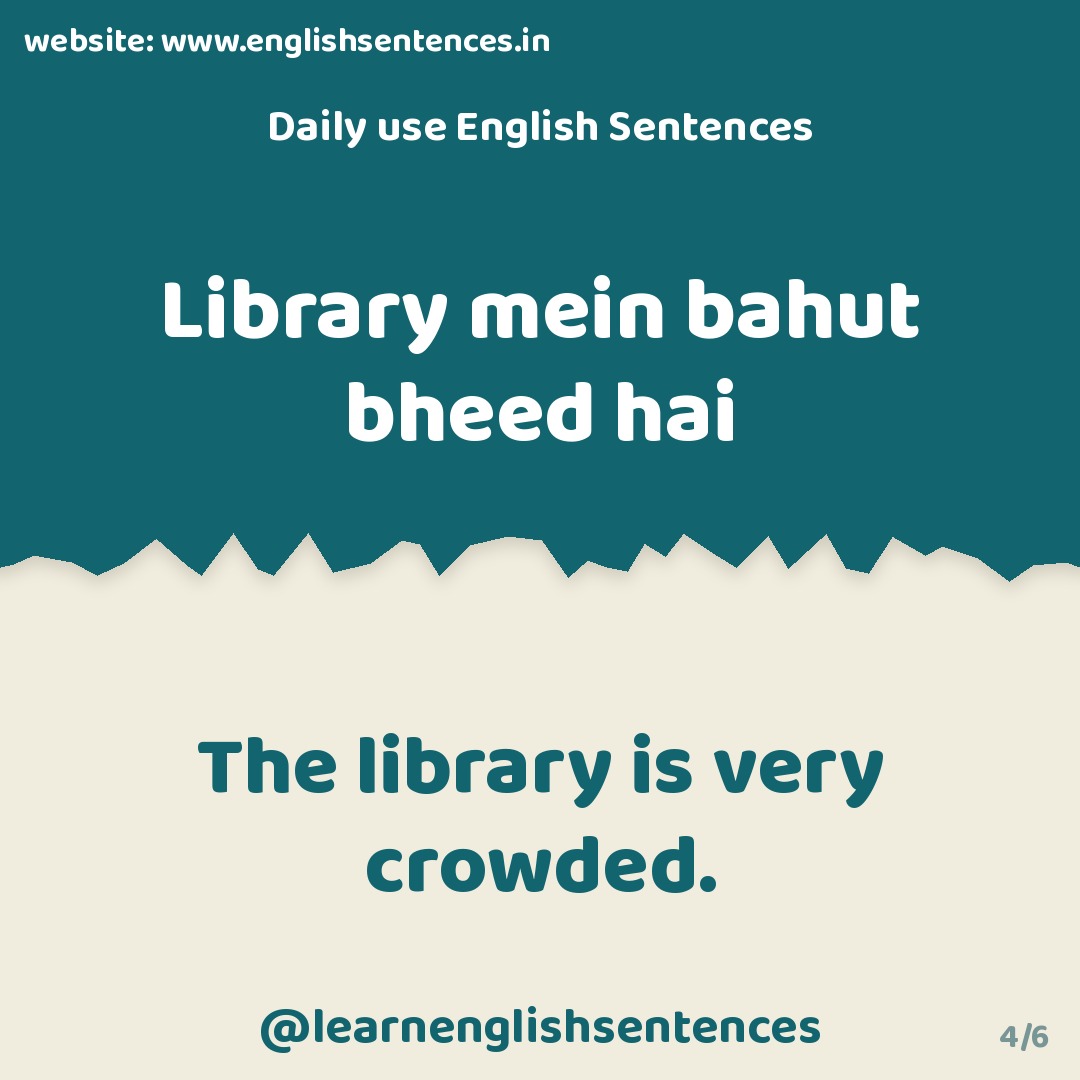 website: www.englishsentences.in
Daily use English Sentences
Library mein bahut
bheed hai
The library is very
crowded.
@learnenglishsentences
4/6